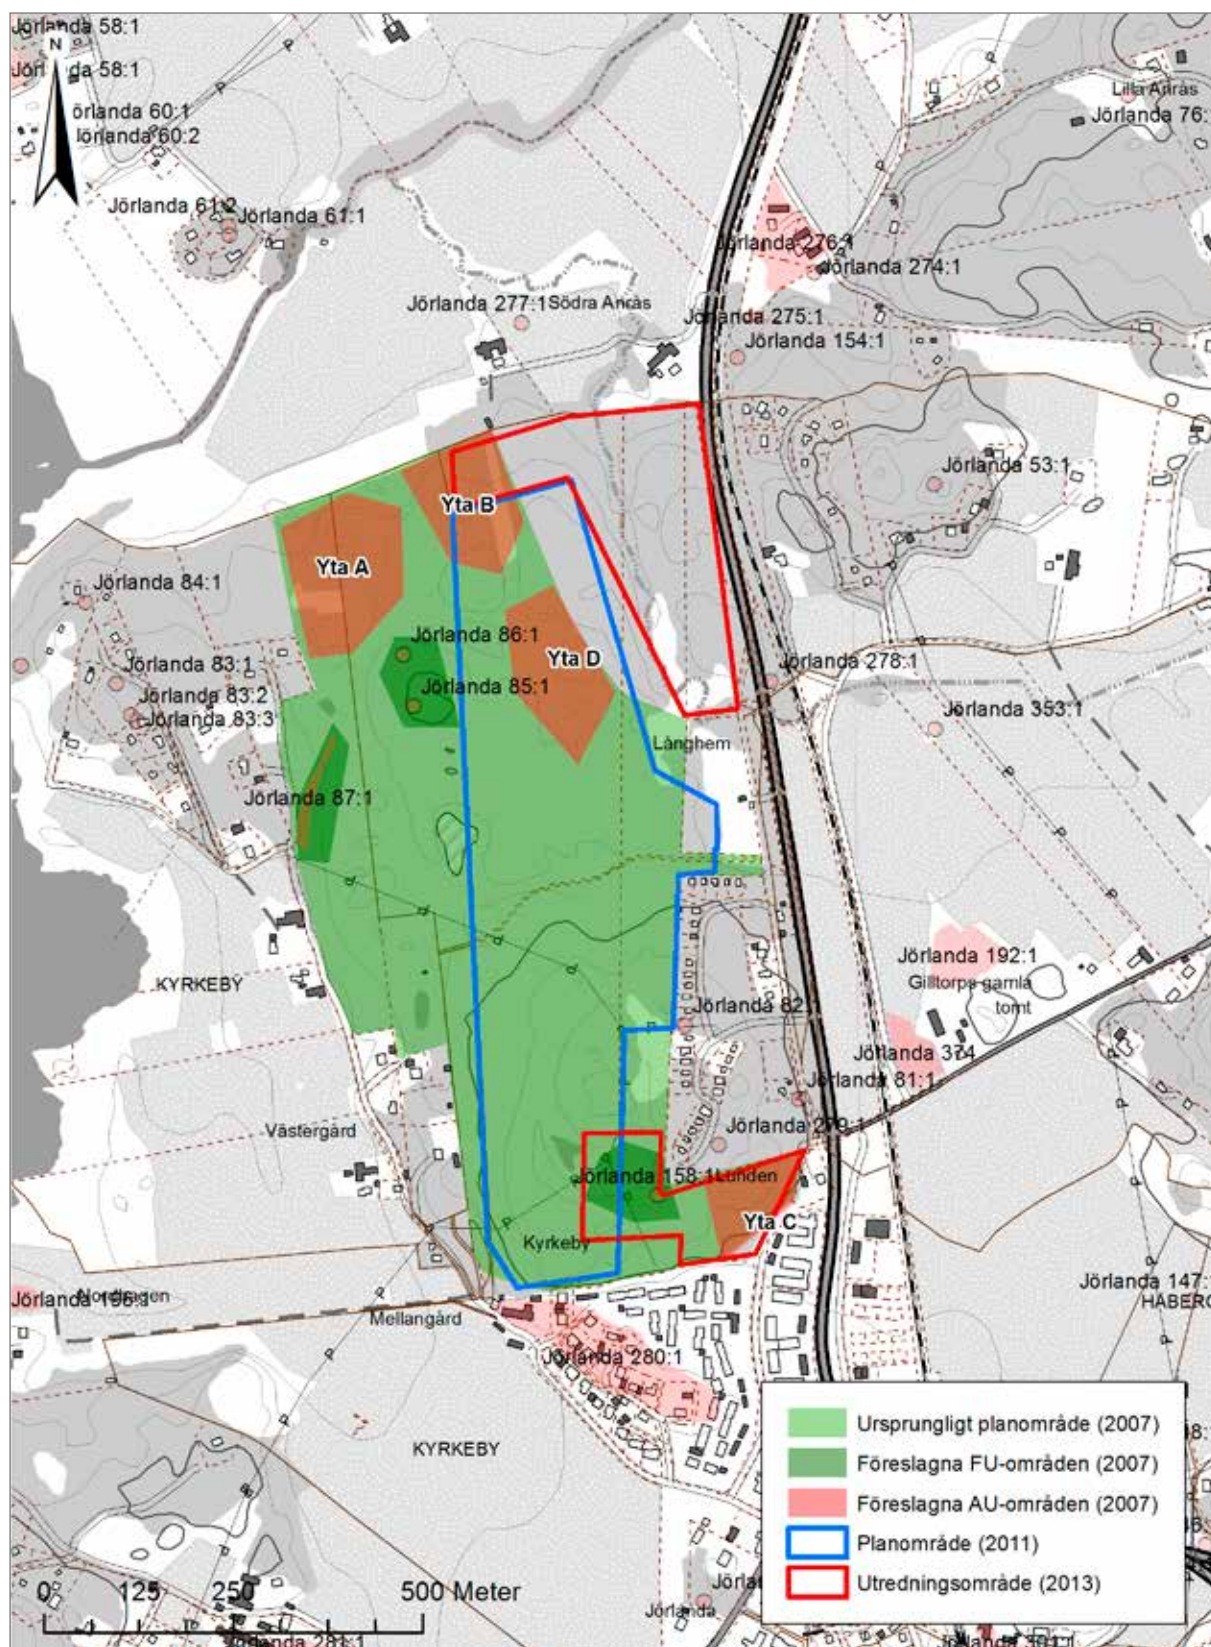 Jörlanda 58:1
N
Jörlanda 58:1
Jörlanda 60:1
Jörlanda 60:2
Lilla Anrås
Jörlanda 76:
Jörlanda 61:2
Jörlanda 61:1
Jörlanda 276:1
Jörlanda 274:1
Jörlanda 277:1
Södra Anrås
Jörlanda 275:1
Jörlanda 154:1
Jörlanda 53:1
Yta B
Yta A
Jörlanda 84:1
Jörlanda 86:1
Yta D
Jörlanda 83:1
Jörlanda 278:1
Jörlanda 85:1
Jörlanda 83:2
Jörlanda 83:3
Jörlanda 353:1
Långhem
Jörlanda 87:1
Jörlanda 192:1
KYRKEBY
Gilltorps gamla
tomt
Jörlanda 82:1
Jörlanda 374
Jörlanda 81:1
Västergård
Jörlanda 279:1
Jörlanda 158:1
Lunden
Yta C
Kyrkeby
Jörlanda 147:
HABERG
Mellangård
Jörlanda 280:1
KYRKEBY
Ursprungligt planområde (2007)
Föreslagna FU-områden (2007)
Föreslagna AU-områden (2007)
Planområde (2011)
Utredningsområde (2013)
0 125 250 500 Meter
Jörla
Jörlanda
Jörlanda 281:1